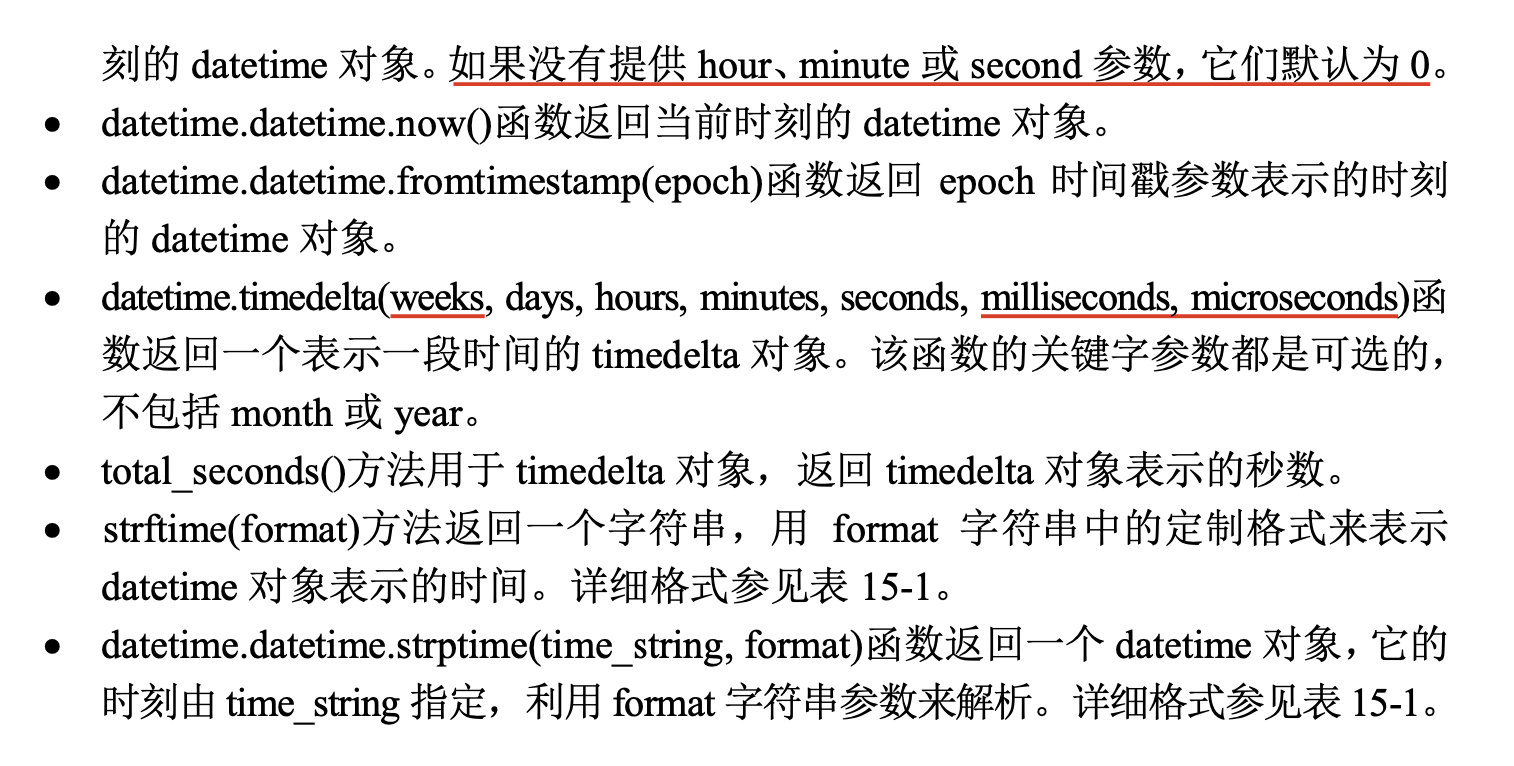 刻的 datetime 对象。如果没有提供 hour、minute 或 second 参数，它们默认为 0。
• datetime.datetime.now()函数返回当前时刻的 datetime 对象。
• datetime.datetime.fromtimestamp(epoch)函数返回 epoch 时间戳参数表示的时刻
的 datetime 对象。
• datetime.timedelta(weeks, days, hours, minutes, seconds, milliseconds, microseconds)函
数返回一个表示一段时间的 timedelta 对象。该函数的关键字参数都是可选的，
不包括 month 或 year。
• total_seconds()方法用于 timedelta 对象，返回 timedelta 对象表示的秒数。
• strftime(format)方法返回一个字符串，用 format 字符串中的定制格式来表示
datetime 对象表示的时间。详细格式参见表 15-1。
• datetime.datetime.strptime(time_string, format)函数返回一个 datetime 对象，它的
时刻由 time_string 指定，利用 format 字符串参数来解析。详细格式参见表 15-1。